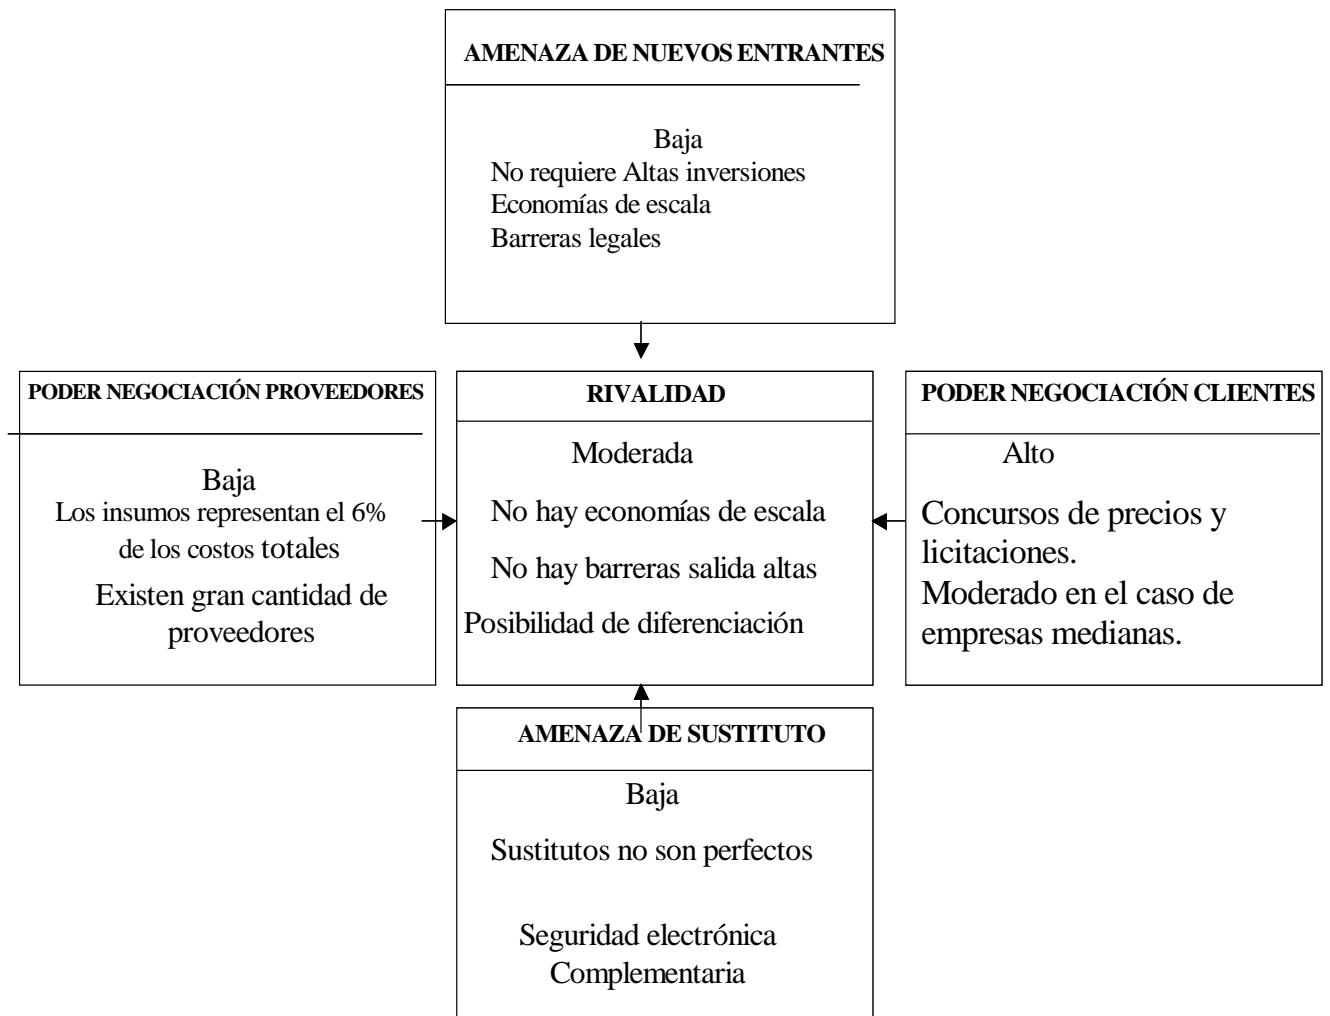 AMENAZA DE NUEVOS ENTRANTES
Baja
No requiere Altas inversiones
Economías de escala
Barreras legales
PODER NEGOCIACIÓN PROVEEDORES
Baja
Los insumos representan el 6%
de los costos totales
Existen gran cantidad de
proveedores
RIVALIDAD
Moderada
No hay economías de escala
No hay barreras salida altas
Posibilidad de diferenciación
PODER NEGOCIACIÓN CLIENTES
Alto
Concursos de precios y
licitaciones.
Moderado en el caso de
empresas medianas.
AMENAZA DE SUSTITUTO
Baja
Sustitutos no son perfectos
Seguridad electrónica
Complementaria